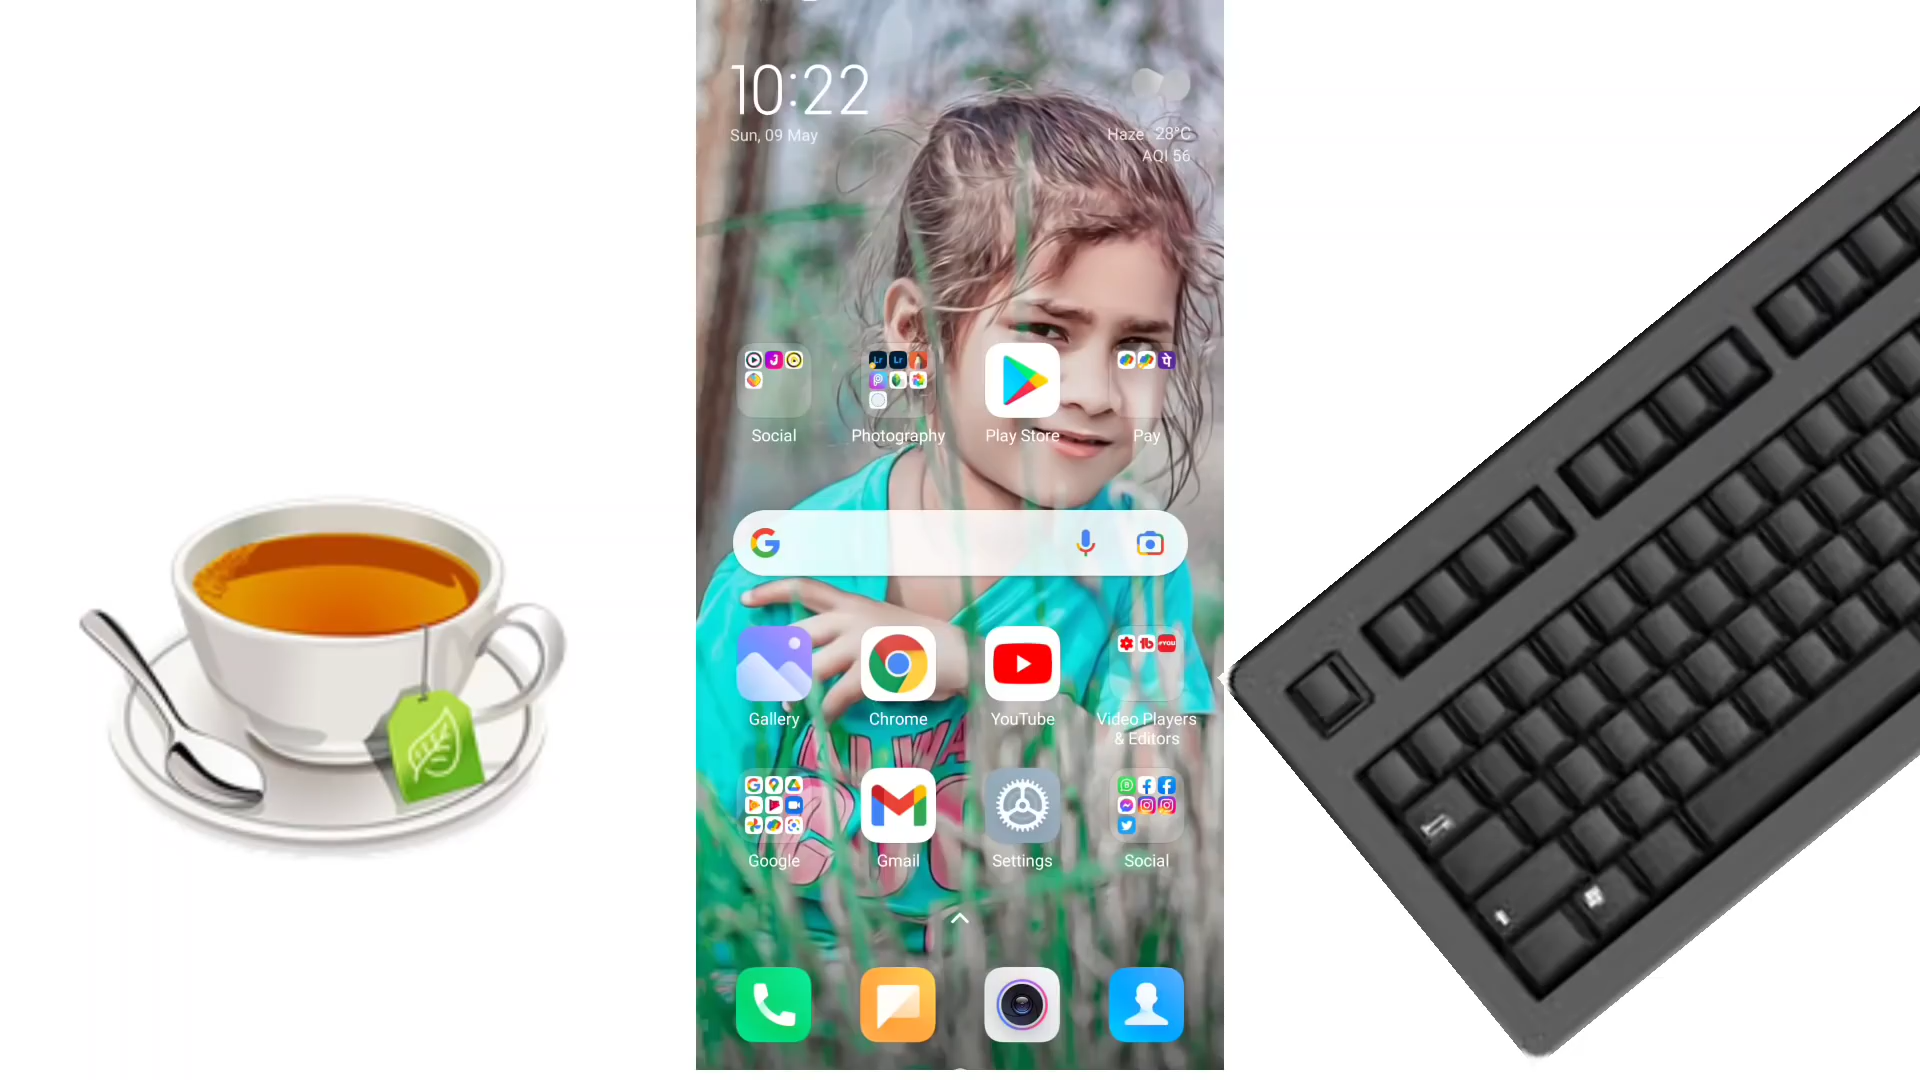 10:22
Sun, 09 May
Haze 28°C
AQI 56
Social
Photography
Play Store
Pay
Gallery
Chrome
YouTube
Video Players
& Editors
Google
Gmail
Settings
Social